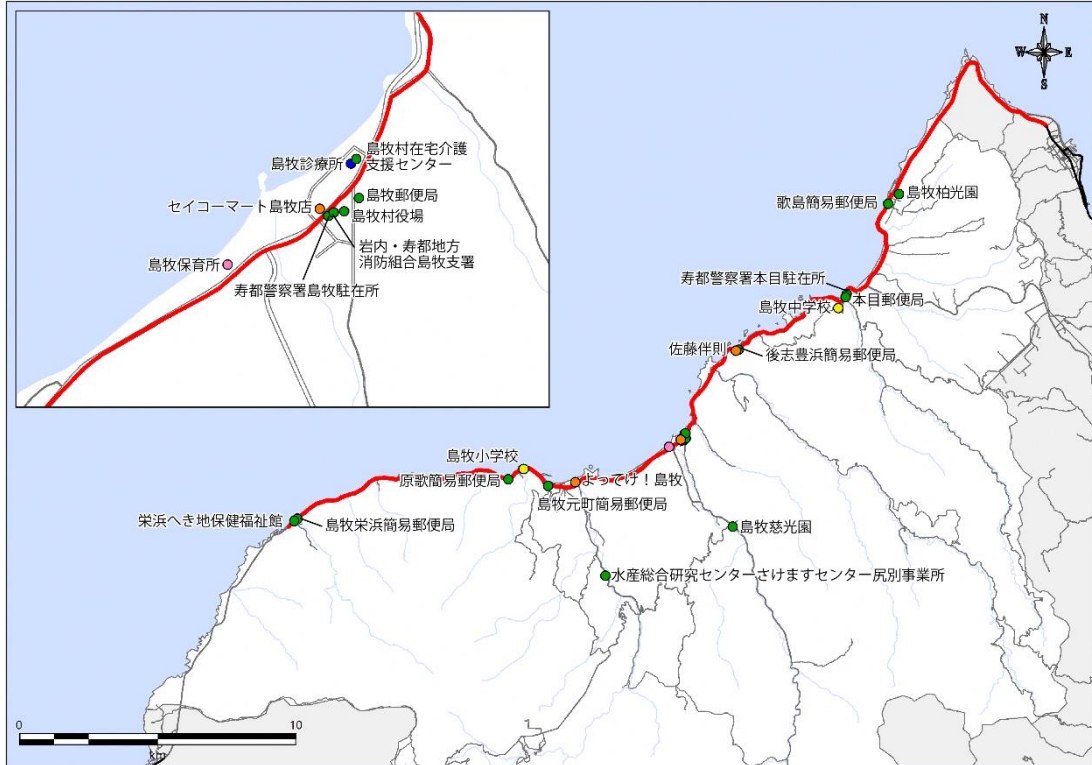 島牧村在宅介護
支援センター
島牧診療所
島牧郵便局
セイコーマート島牧店
島牧村役場
岩内・寿都地方
消防組合島牧支署
島牧保育所
寿都警察署島牧駐在所
N
W
E
S
島牧柏光園
歌島簡易郵便局
寿都警察署本目駐在所
本目郵便局
島牧中学校
佐藤伴則
後志豊浜簡易郵便局
島牧小学校
原歌簡易郵便局
よってけ!島牧
島牧元町簡易郵便局
栄浜へき地保健福祉館
島牧栄浜簡易郵便局
島牧慈光園
水産総合研究センターさけますセンター尻別事業所
0
10
km